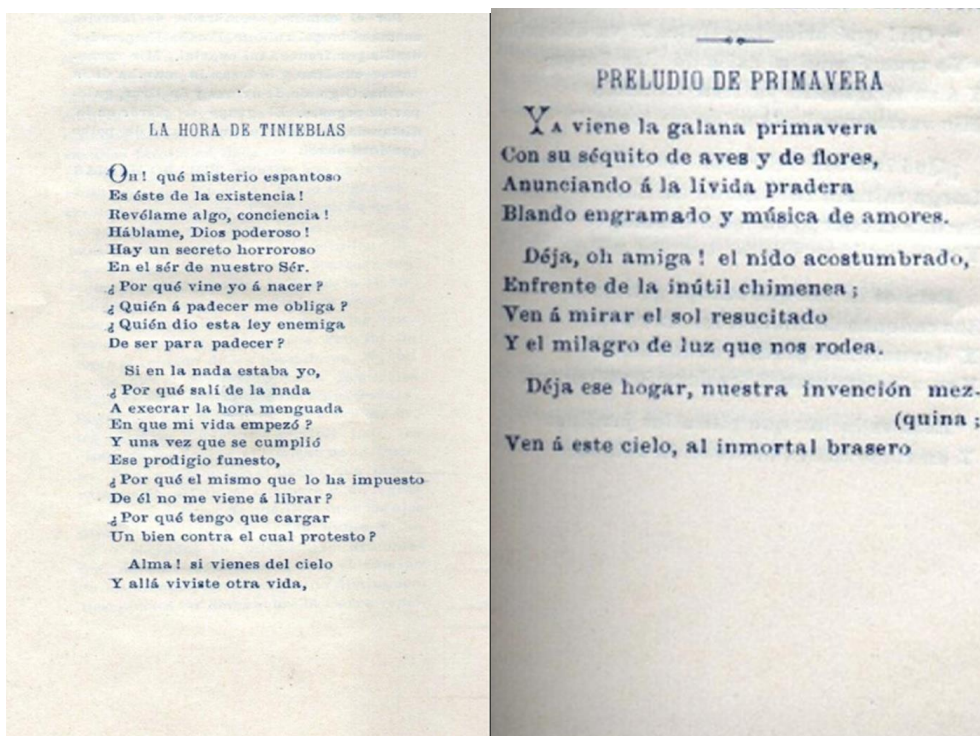 LA HORA DE TINIEBLAS
OH! qué misterio espantoso
Es éste de la existencia!
Revélame algo, conciencia!
Háblame, Dios poderoso!
Hay un secreto horroroso
En el sér de nuestro Sér.
¿Por qué vine yo á nacer?
¿Quién á padecer me obliga?
¿Quién dio esta ley enemiga
De ser para padecer?
Si en la nada estaba yo,
¿Por qué salí de la nada
A execrar la hora menguada
En que mi vida empezó?
Y una vez que se cumplió
Ese prodigio funesto,
¿Por qué el mismo que lo ha impuesto
De él no me viene á librar?
¿Por qué tengo que cargar
Un bien contra el cual protesto?
Alma! si vienes del cielo
Y allá viviste otra vida,
PRELUDIO DE PRIMAVERA
YA viene la galana primavera
Con su séquito de aves y de flores,
Anunciando á la lívida pradera
Blando engramado y música de amores.
Déja, oh amiga! el nido acostumbrado,
Enfrente de la inútil chimenea;
Ven á mirar el sol resucitado
Y el milagro de luz que nos rodea.
Déja ese hogar, nuestra invención mez-
(quina;
Ven á este cielo, al inmortal brasero